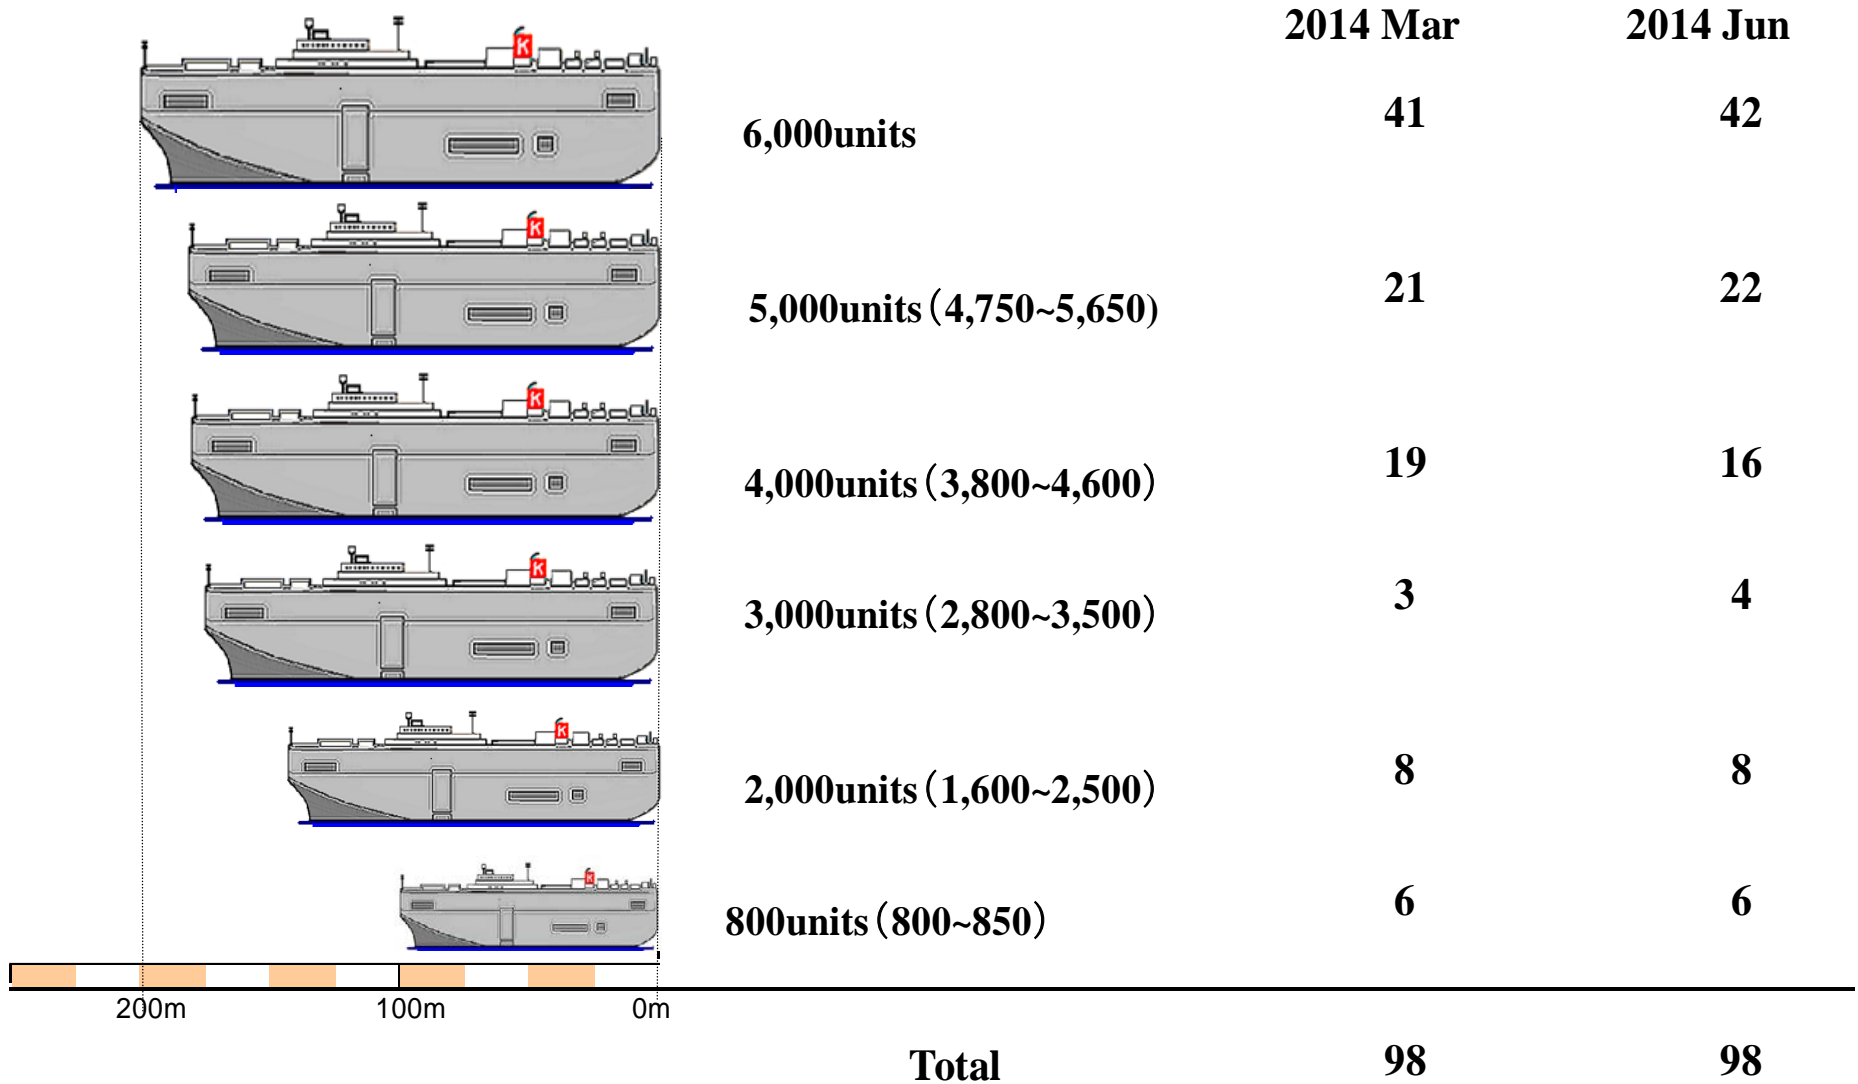 2014 Mar 2014 Jun
K
6,000units 41 42
K
5,000units（4,750~5,650) 21 22
K
4,000units（3,800~4,600） 19 16
K
3,000units（2,800~3,500） 3 4
K
2,000units（1,600~2,500） 8 8
K
800units（800~850） 6 6
200m 100m 0m
Total 98 98